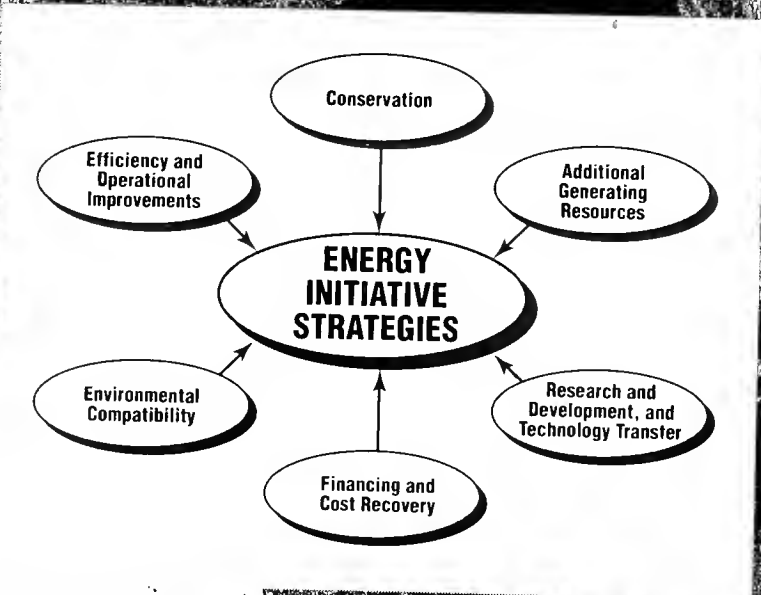 Conservation
Efficiency and
Operational
Improvements
Additional
Generating
Resources
ENERGY
INITIATIVE
STRATEGIES
Environmental
Compatibility
Research and
Development, and
Technology Transfer
Financing and
Cost Recovery